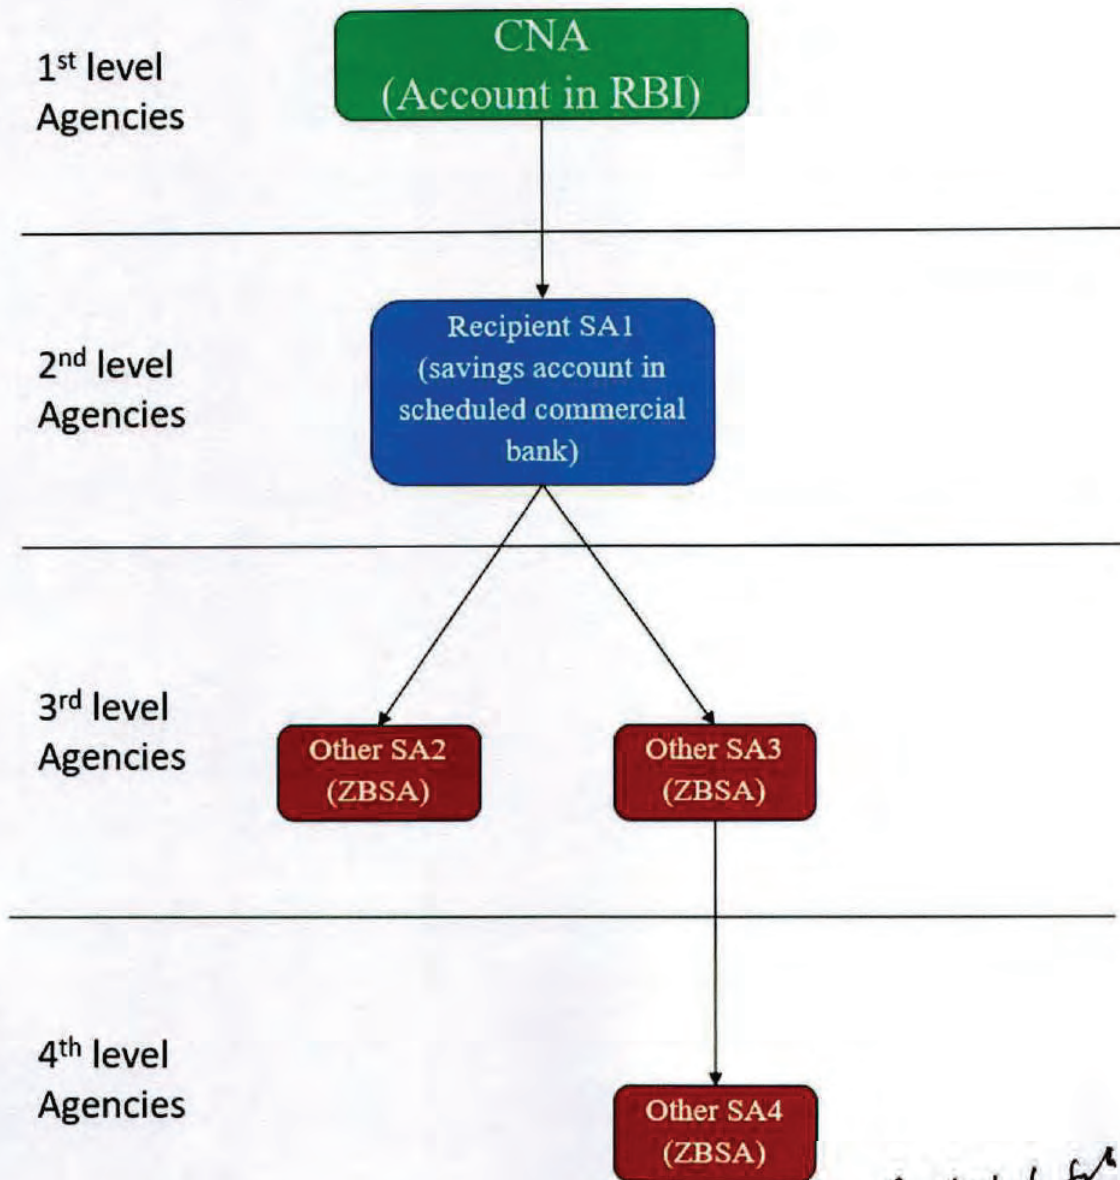 1st level
Agencies
CNA
(Account in RBI)
2nd level
Agencies
Recipient SA1
(savings account in
scheduled commercial
bank)
3rd level
Agencies
Other SA2
(ZBSA)
Other SA3
(ZBSA)
4th level
Agencies
Other SA4
(ZBSA)